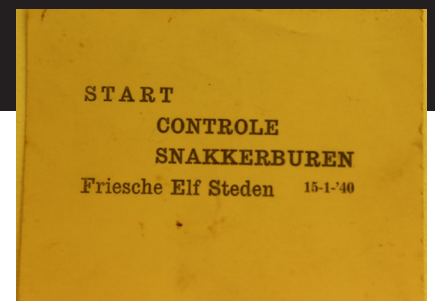 START
CONTROLE
SNAKKERBUREN
Friesche Elf Steden 15-1-'40